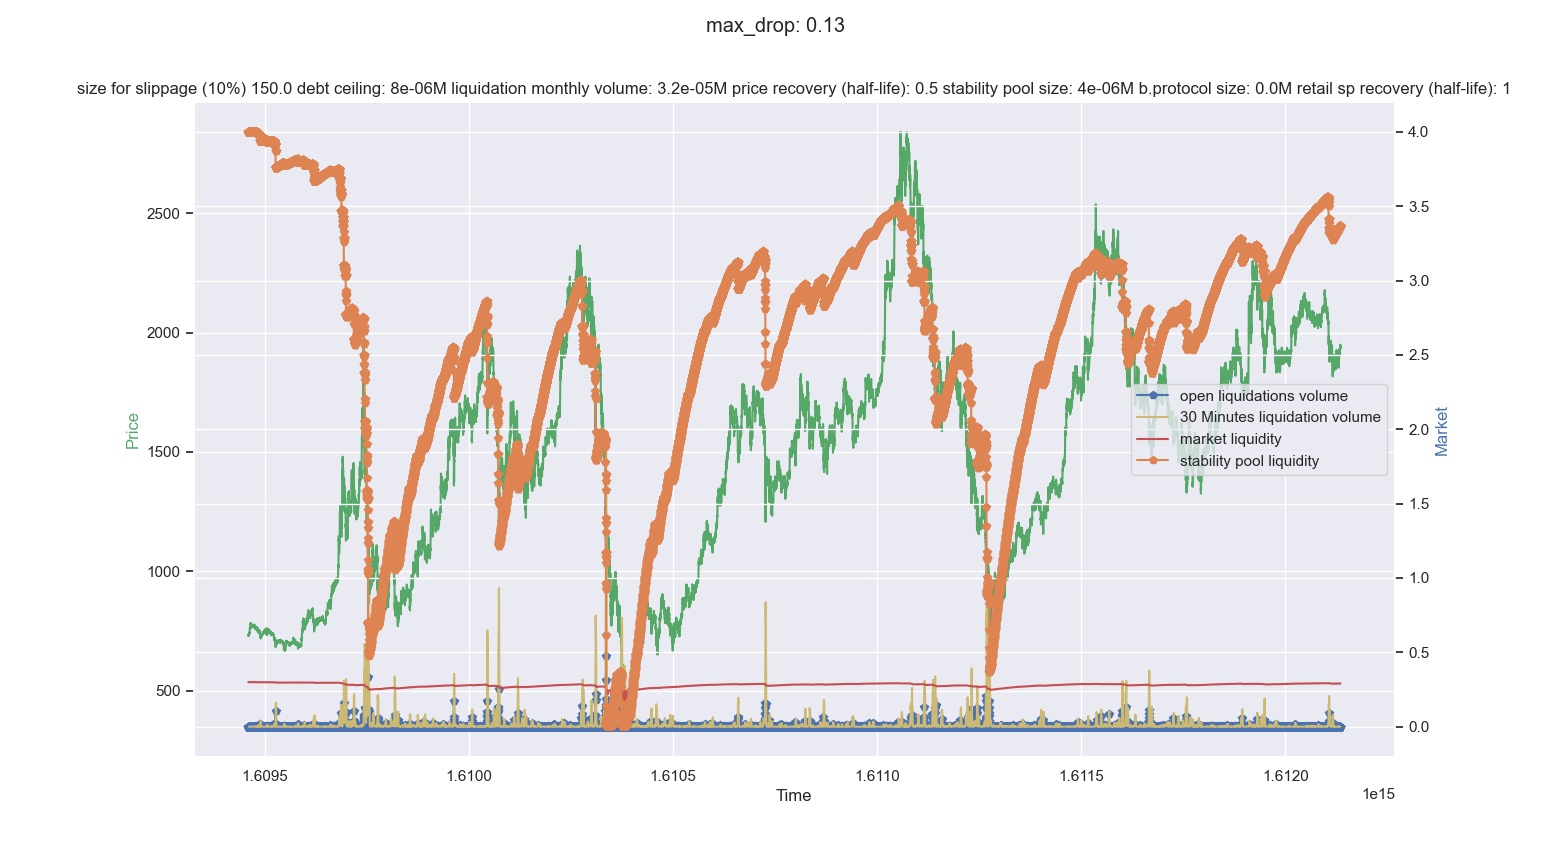 max_drop: 0.13
size for slippage (10%) 150.0 debt ceiling: 8e-06M liquidation monthly volume: 3.2e-05M price recovery (half-life): 0.5 stability pool size: 4e-06M b.protocol size: 0.0M retail sp recovery (half-life): 1
4.0
2500
3.5
3.0
2000
2.5
open liquidations volume
30 Minutes liquidation volume
market liquidity
stability pool liquidity
Price
Market
2.0
1500
1.5
1000
1.0
0.5
500
0.0
1.6095 1.6100 1.6105 1.6110 1.6115 1.6120
Time
1e15